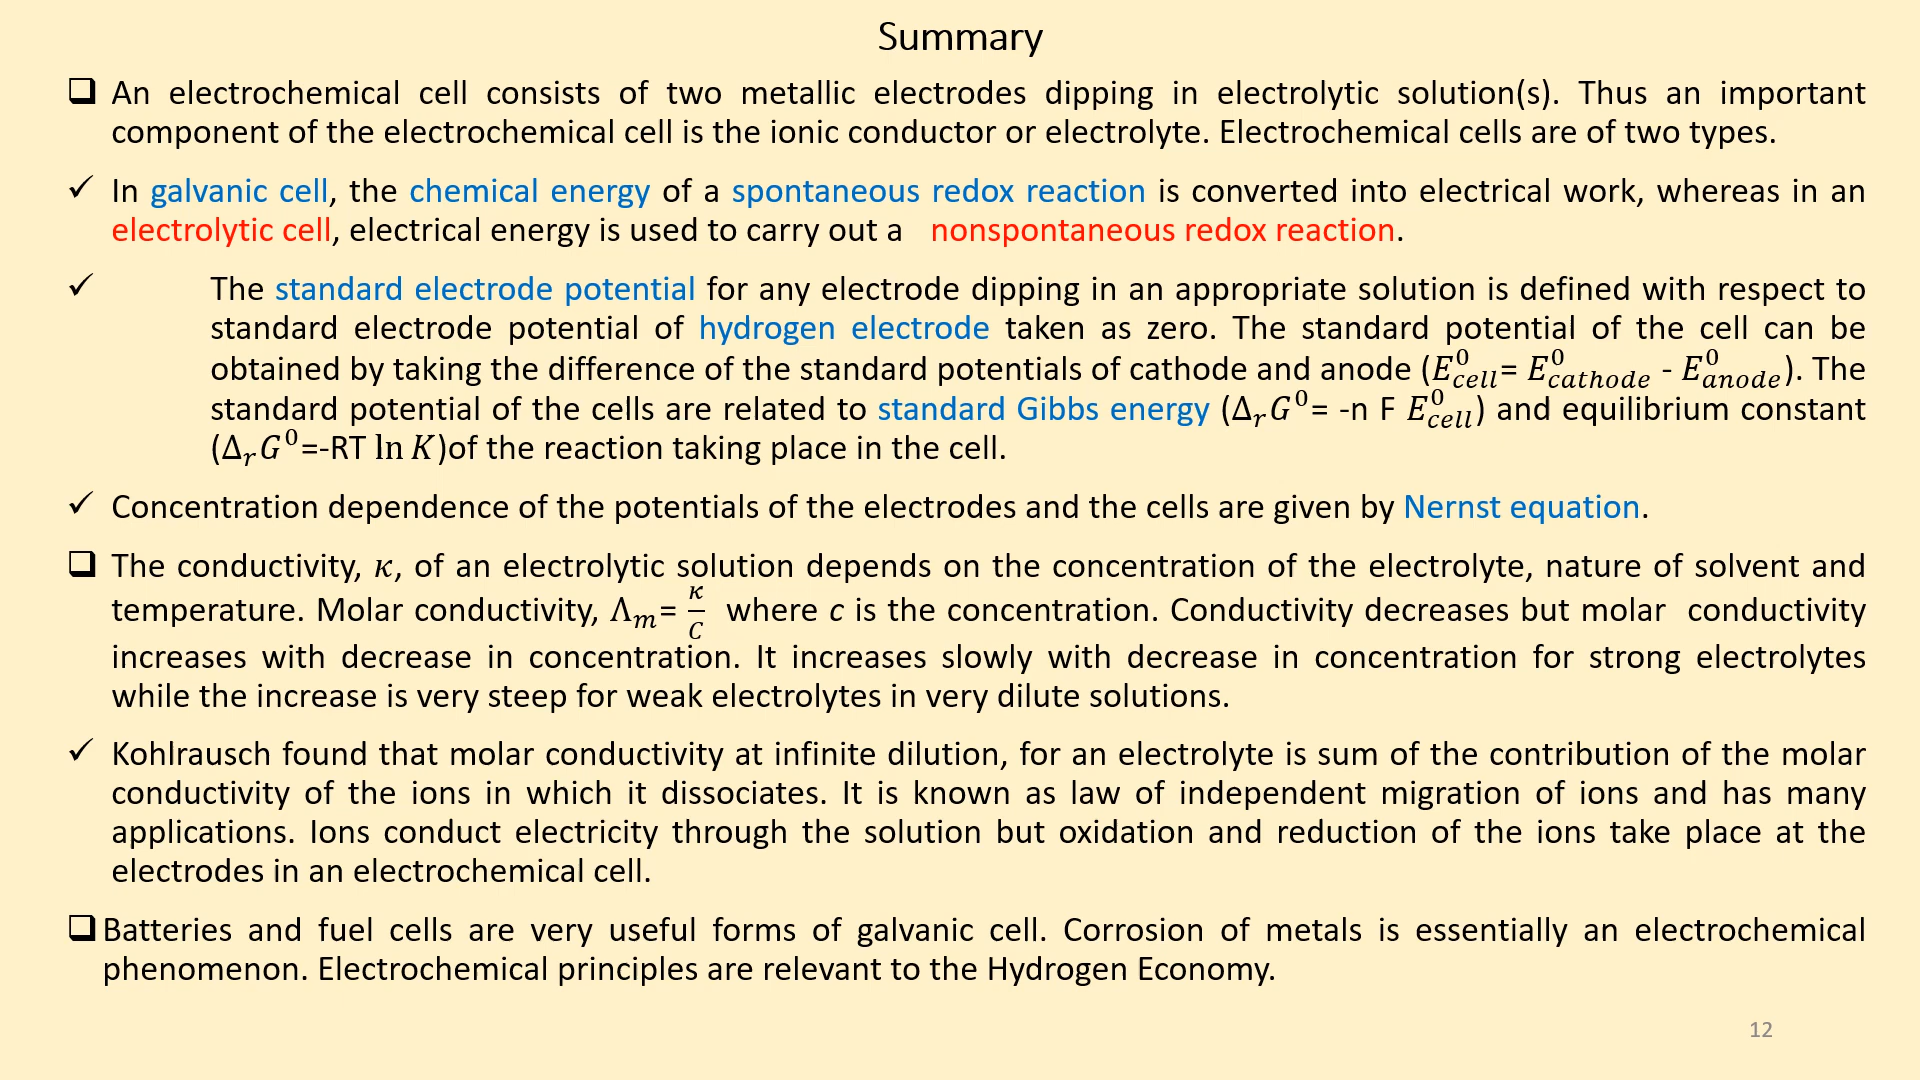 Summary
❑ An electrochemical cell consists of two metallic electrodes dipping in electrolytic solution(s). Thus an important
component of the electrochemical cell is the ionic conductor or electrolyte. Electrochemical cells are of two types.
✓ In galvanic cell, the chemical energy of a spontaneous redox reaction is converted into electrical work, whereas in an
electrolytic cell, electrical energy is used to carry out a nonspontaneous redox reaction.
✓ The standard electrode potential for any electrode dipping in an appropriate solution is defined with respect to
standard electrode potential of hydrogen electrode taken as zero. The standard potential of the cell can be
obtained by taking the difference of the standard potentials of cathode and anode ($E^0_{cell}$= $E^0_{cathode}$ - $E^0_{anode}$). The
standard potential of the cells are related to standard Gibbs energy ($Δ_rG^0$= -n F $E^0_{cell}$) and equilibrium constant
($Δ_rG^0$=-RT ln K)of the reaction taking place in the cell.
✓ Concentration dependence of the potentials of the electrodes and the cells are given by Nernst equation.
❑ The conductivity, κ, of an electrolytic solution depends on the concentration of the electrolyte, nature of solvent and
temperature. Molar conductivity, $Λ_m$= $\frac{κ}{C}$ where c is the concentration. Conductivity decreases but molar conductivity
increases with decrease in concentration. It increases slowly with decrease in concentration for strong electrolytes
while the increase is very steep for weak electrolytes in very dilute solutions.
✓ Kohlrausch found that molar conductivity at infinite dilution, for an electrolyte is sum of the contribution of the molar
conductivity of the ions in which it dissociates. It is known as law of independent migration of ions and has many
applications. Ions conduct electricity through the solution but oxidation and reduction of the ions take place at the
electrodes in an electrochemical cell.
❑ Batteries and fuel cells are very useful forms of galvanic cell. Corrosion of metals is essentially an electrochemical
phenomenon. Electrochemical principles are relevant to the Hydrogen Economy.
12